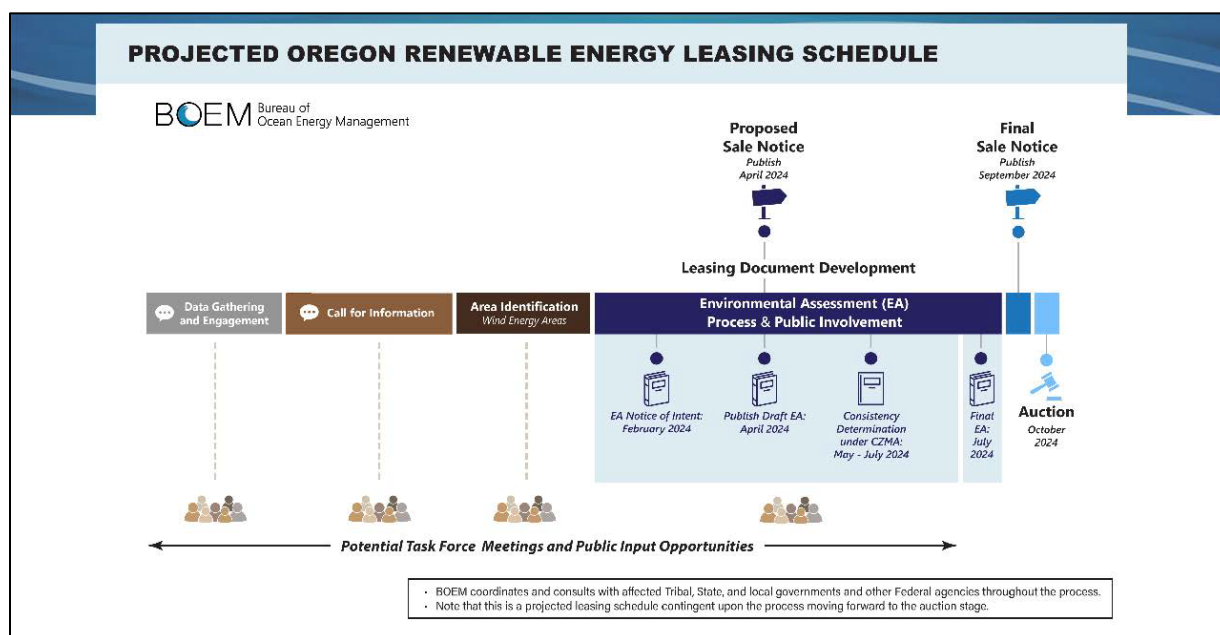 PROJECTED OREGON RENEWABLE ENERGY LEASING SCHEDULE
BOEM
Bureau of
Ocean Energy Management
Proposed
Sale Notice
Publish
April 2024
Final
Sale Notice
Publish
September 2024
Leasing Document Development
Data Gathering
and Engagement
Call for Information
Area Identification
Wind Energy Areas
Environmental Assessment (EA)
Process & Public Involvement
EA Notice of Intent:
February 2024
Publish Draft EA:
April 2024
Consistency
Determination
under CZMA:
May - July 2024
Final
EA:
July
2024
Auction
October
2024
Potential Task Force Meetings and Public Input Opportunities
• BOEM coordinates and consults with affected Tribal, State, and local governments and other Federal agencies throughout the process.
• Note that this is a projected leasing schedule contingent upon the process moving forward to the auction stage.